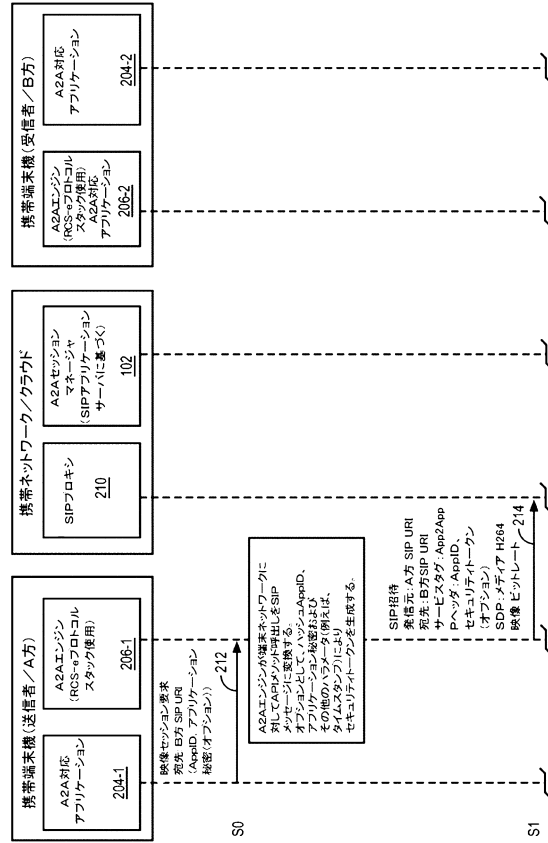 携帯端末機(送信者/A方)
A2A対応
アプリケーション
204-1
A2Aエンジン
(RCS-eプロトコル
スタック使用)
206-1
携帯ネットワーク/クラウド
SIPプロキシ
210
A2Aセッション
マネージャ
(SIPアプリケーション
サーバに基づく)
102
携帯端末機(受信者/B方)
A2Aエンジン
(RCS-eプロトコル
スタック使用)
A2A対応
アプリケーション
206-2
A2A対応
アプリケーション
204-2
S0
映像セッション要求
宛先 B方 SIP URI
(AppID、アプリケーション
秘密(オプション))
212
A2Aエンジンが端末ネットワークに
対してAPIメソッド呼出しをSIP
メッセージに変換する。
オプションとして、ハッシュAppID、
アプリケーション秘密および
その他のパラメータ(例えば、
タイムスタンプ)により
セキュリティトークンを生成する。
S1
SIP招待
発信元:A方 SIP URI
宛先:B方SIP URI
サービスタグ:App2App
Pヘッダ:AppID、
セキュリティトークン
(オプション)
SDP:メディア H264
映像 ビットレート
214